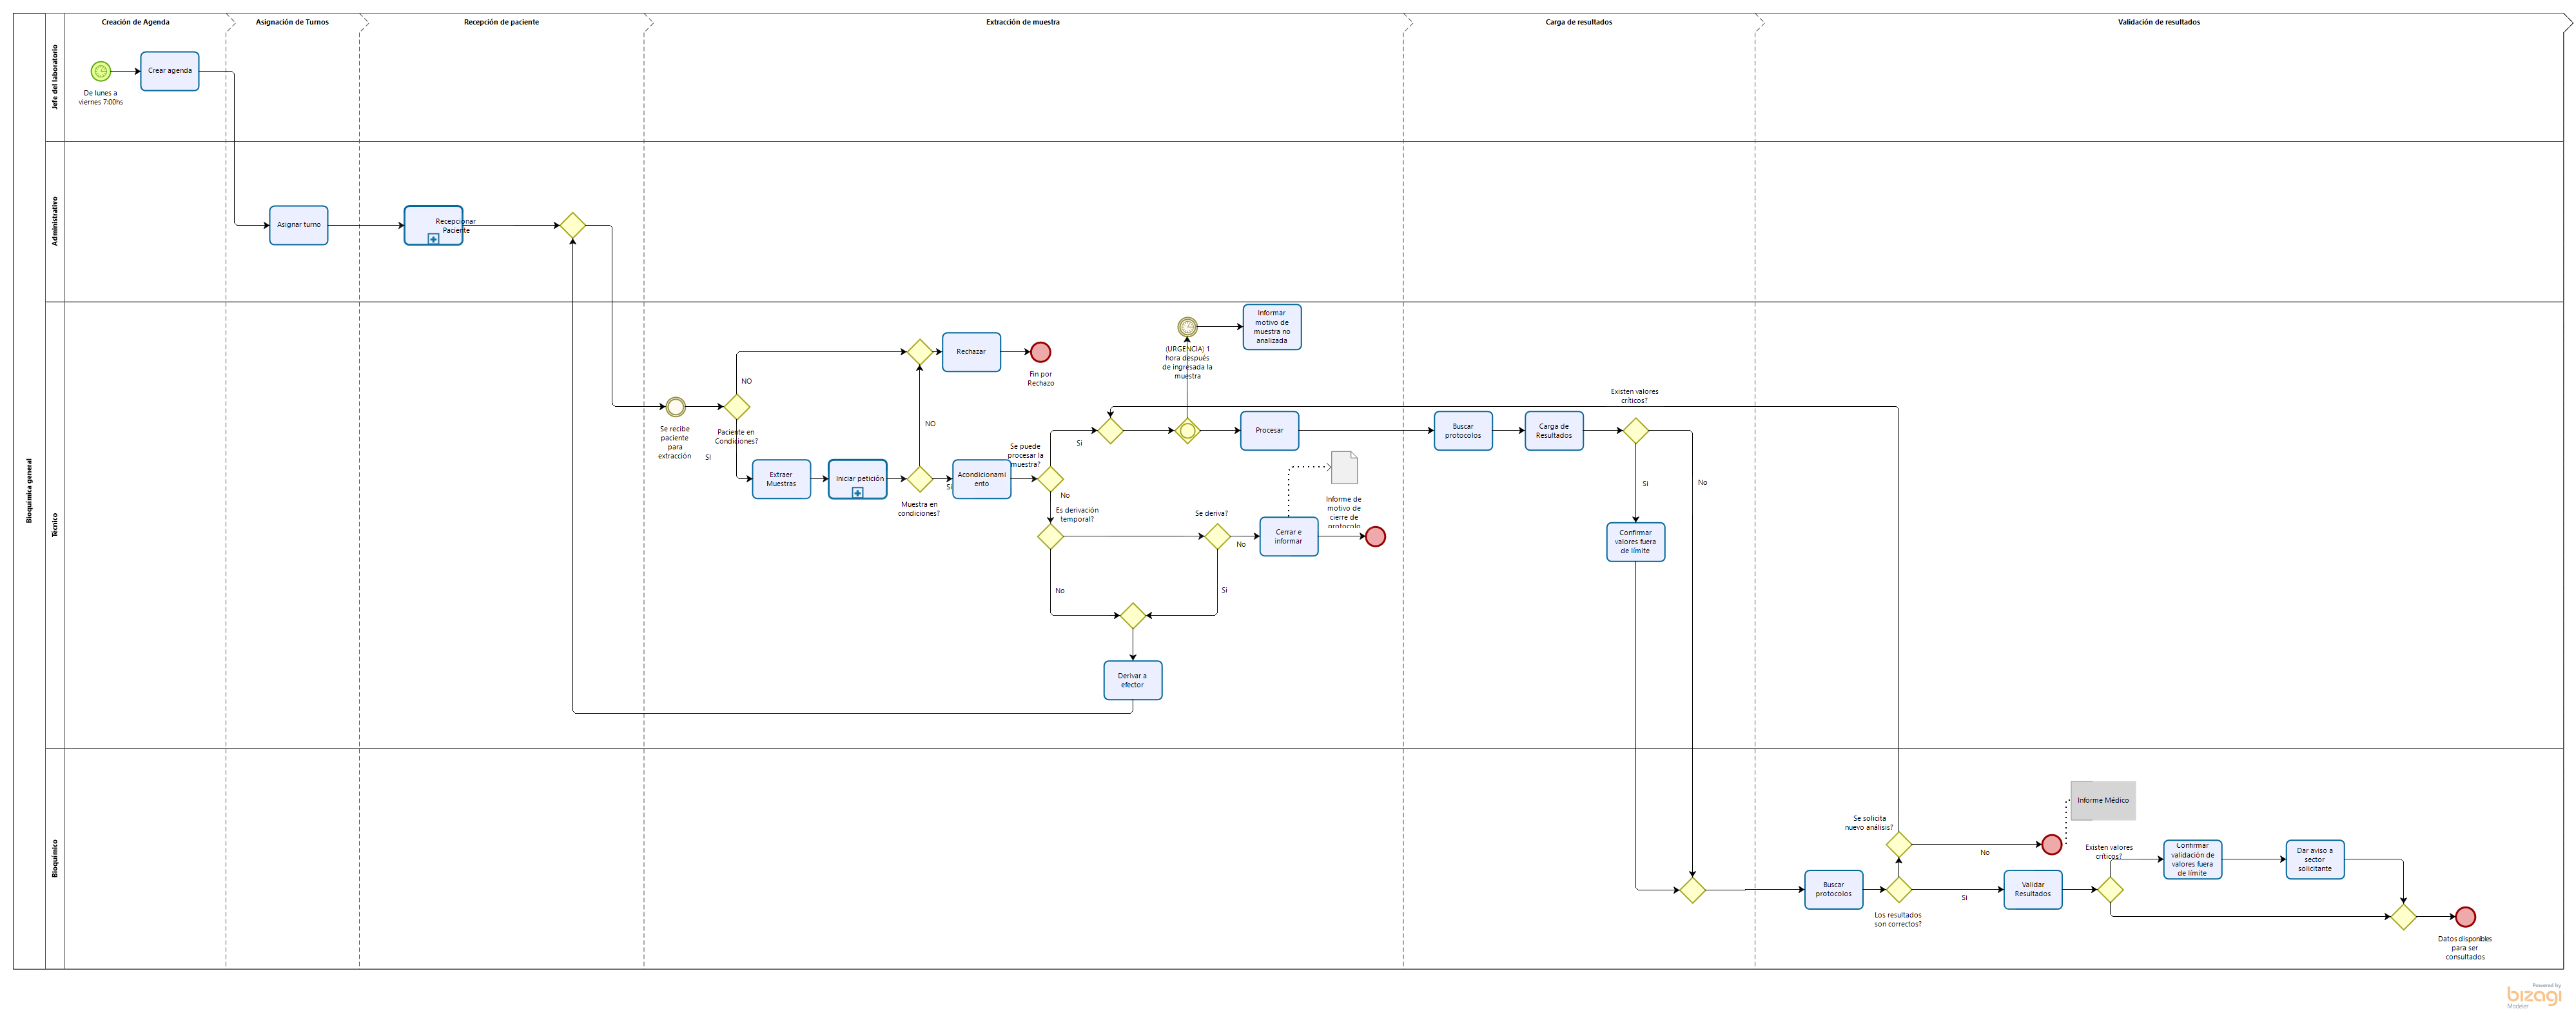 Creación de Agenda
Asignación de Turnos
Recepción de paciente
Extracción de muestra
Carga de resultados
Validación de resultados
Bioquímica general
Jefe del laboratorio
De lunes a
viernes 7:00hs
Crear agenda
Administrativo
Asignar turno
Recepcionar
Paciente
Técnico
Se recibe
paciente
para
extracción
NO
Paciente en
Condiciones?
SI
Rechazar
Fin por
Rechazo
NO
Extraer
Muestras
Iniciar petición
Muestra en
condiciones?
Si
Acondicionami
ento
Se puede
procesar la
muestra?
Si
No
(URGENCIA) 1
hora después
de ingresada la
muestra
Informar
motivo de
muestra no
analizada
Procesar
Es derivación
temporal?
No
Se deriva?
No
Si
Cerrar e
informar
Informe de
motivo de
cierre de
protocolo
Derivar a
efector
Buscar
protocolos
Carga de
Resultados
Existen valores
críticos?
Si
No
Confirmar
valores fuera
de límite
Bioquímico
Buscar
protocolos
Los resultados
son correctos?
Se solicita
nuevo análisis?
No
Informe Médico
Si
Validar
Resultados
Existen valores
críticos?
Confirmar
validación de
valores fuera
de límite
Dar aviso a
sector
solicitante
Datos disponibles
para ser
consultados
Powered by
bizagi
Modeler